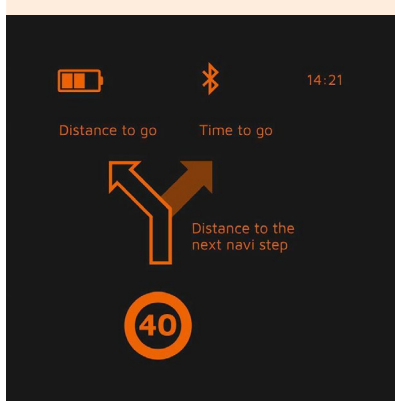 14:21
Distance to go
Time to go
Distance to the
next navi step
40